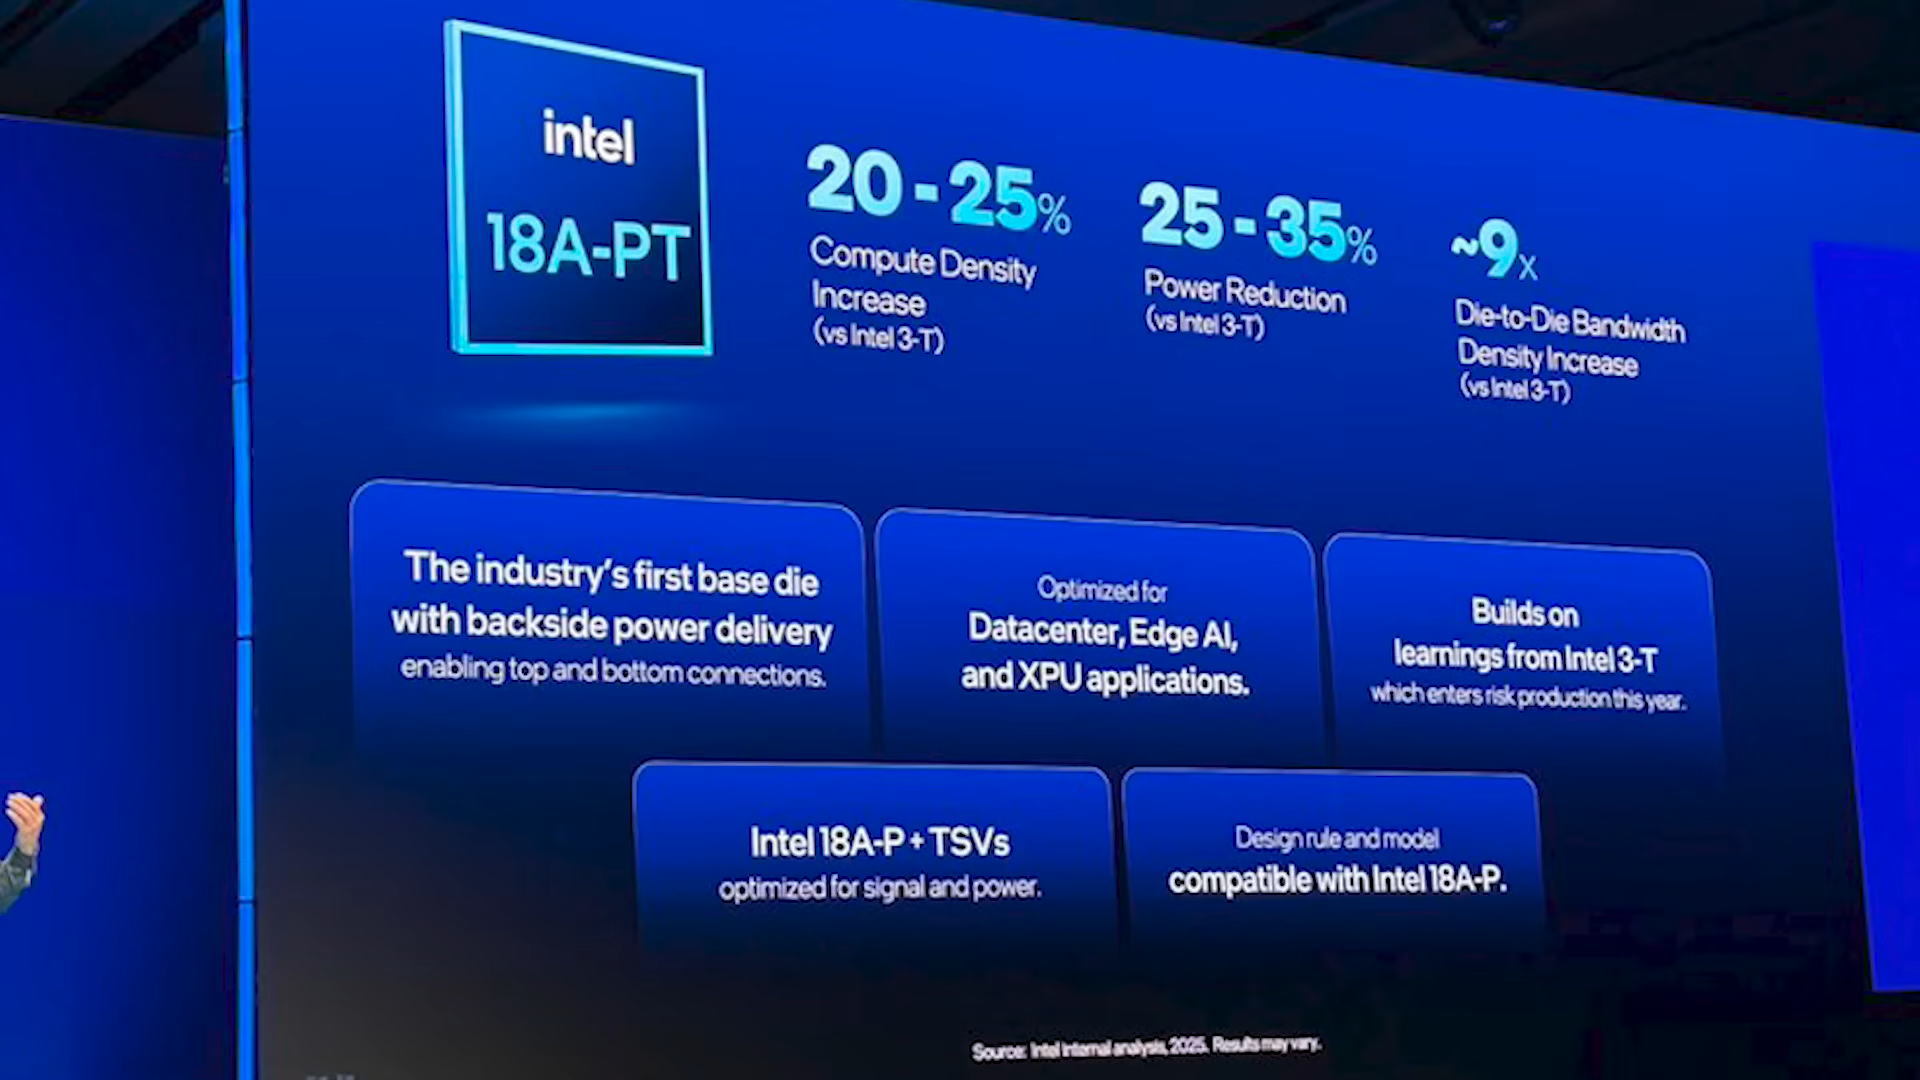 intel
18A-PT
20 - 25%
Compute Density
Increase
(vs Intel 3-T)
25 - 35%
Power Reduction
(vs Intel 3-T)
~9x
Die-to-Die Bandwidth
Density Increase
(vs Intel 3-T)
The industry's first base die
with backside power delivery
enabling top and bottom connections.
Optimized for
Datacenter, Edge AI,
and XPU applications.
Builds on
learnings from Intel 3-T
which enters risk production this year.
Intel 18A-P + TSVs
optimized for signal and power.
Design rule and model
compatible with Intel 18A-P.
Source: Intel internal analysis, 2025. Results may vary.